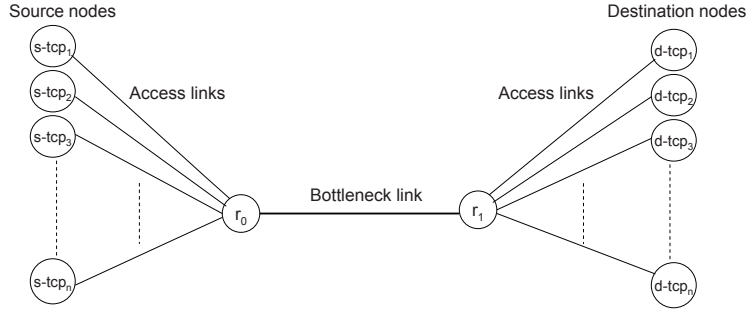 Source nodes
Destination nodes
s-tcp₁
d-tcp₁
s-tcp₂
Access links
Access links
d-tcp₂
s-tcp₃
d-tcp₃
Bottleneck link
r₀
r₁
s-tcpₙ
d-tcpₙ